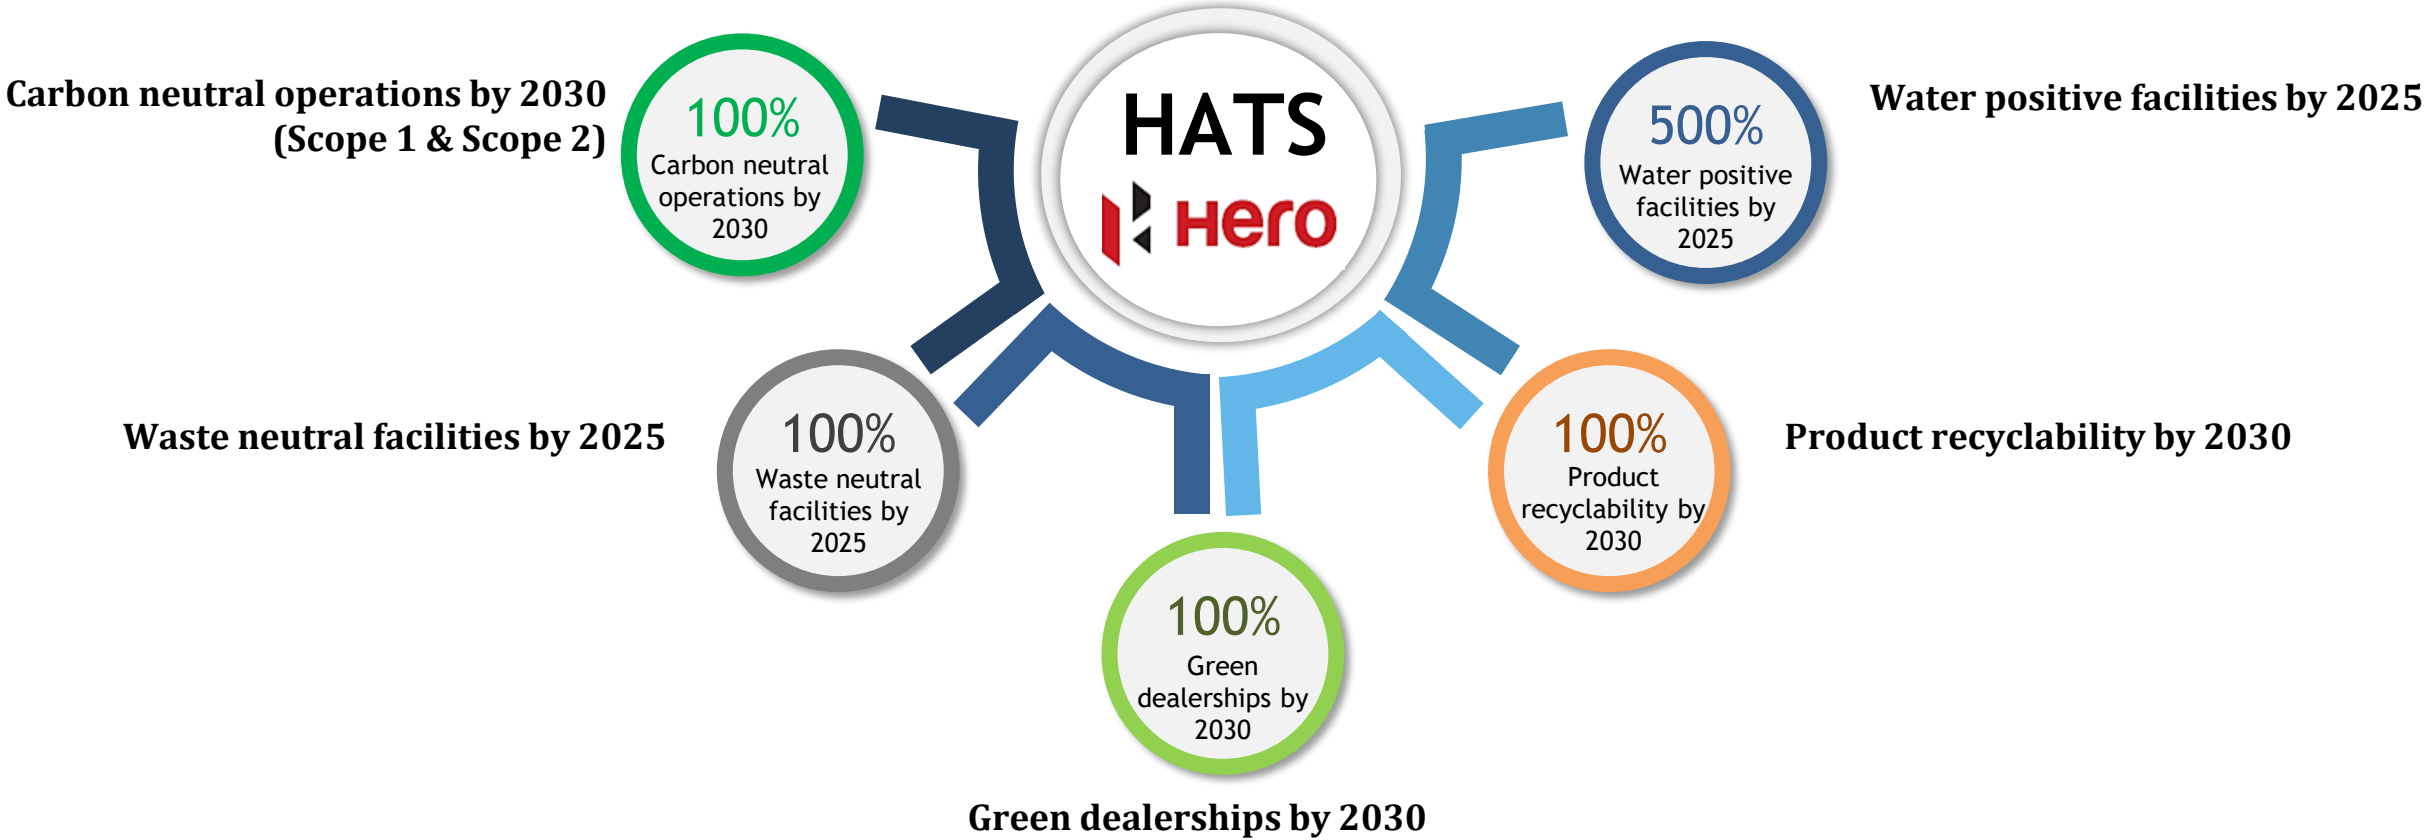 HATS
Hero
Carbon neutral operations by 2030
(Scope 1 & Scope 2)
100%
Carbon neutral
operations by
2030
500%
Water positive
facilities by
2025
Water positive facilities by 2025
Waste neutral facilities by 2025
100%
Waste neutral
facilities by
2025
100%
Product
recyclability by
2030
Product recyclability by 2030
100%
Green
dealerships by
2030
Green dealerships by 2030